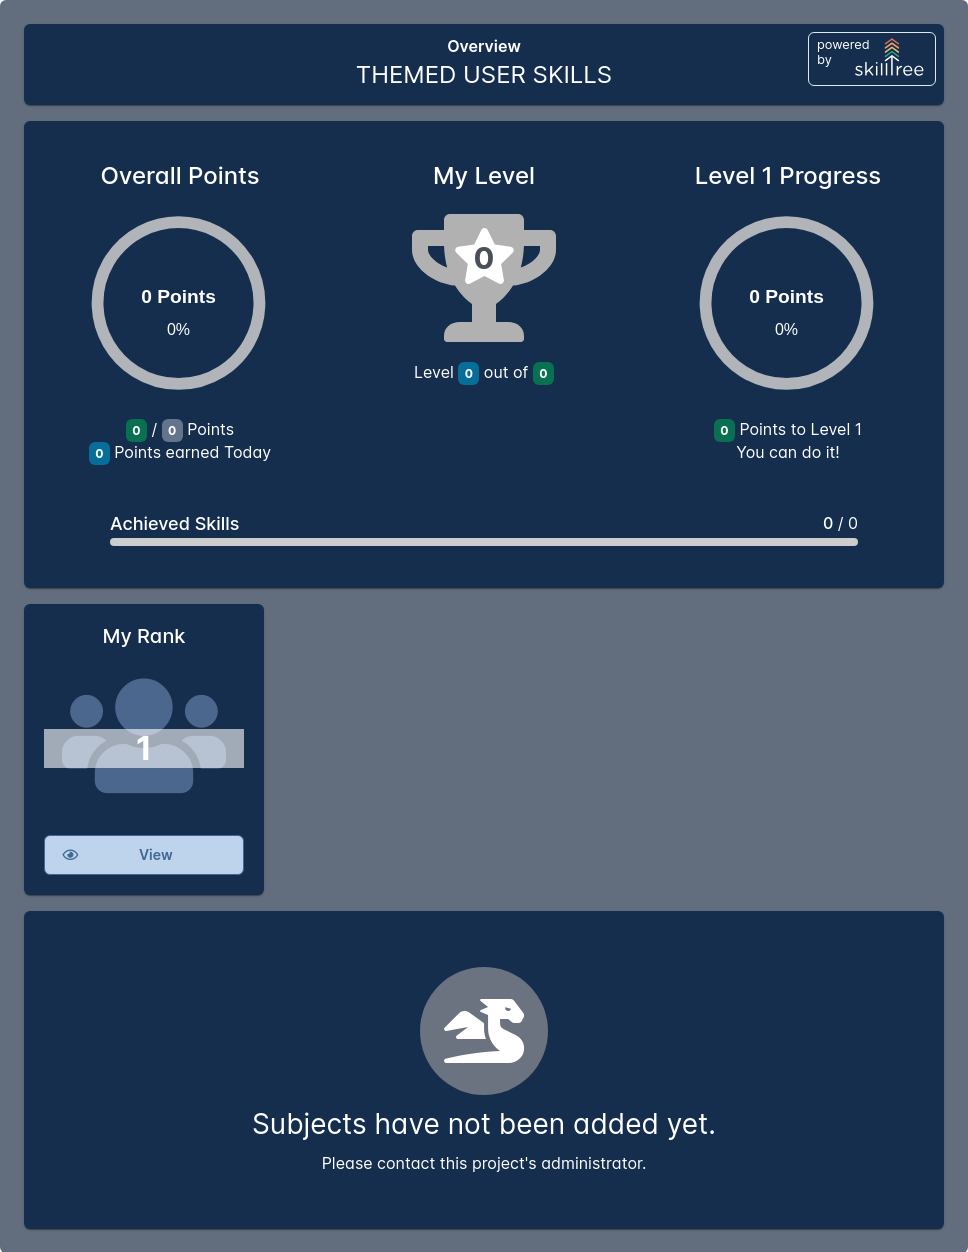 Overview
THEMED USER SKILLS
powered
by
skilltree
Overall Points
My Level
Level 1 Progress
0 Points
0%
0
0 Points
0%
Level 0 out of 0
0 / 0 Points
0 Points earned Today
0 Points to Level 1
You can do it!
Achieved Skills
0 / 0
My Rank
1
View
Subjects have not been added yet.
Please contact this project's administrator.